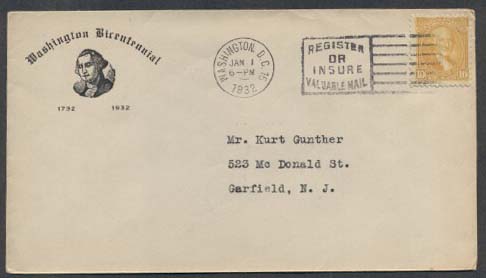 Washington Bicentennial
1732 1932
WASHINGTON, D.C.
JAN 1
6-PM
1932
REGISTER
OR
INSURE
VALUABLE MAIL
Mr. Kurt Gunther
523 Mc Donald St.
Garfield, N. J.